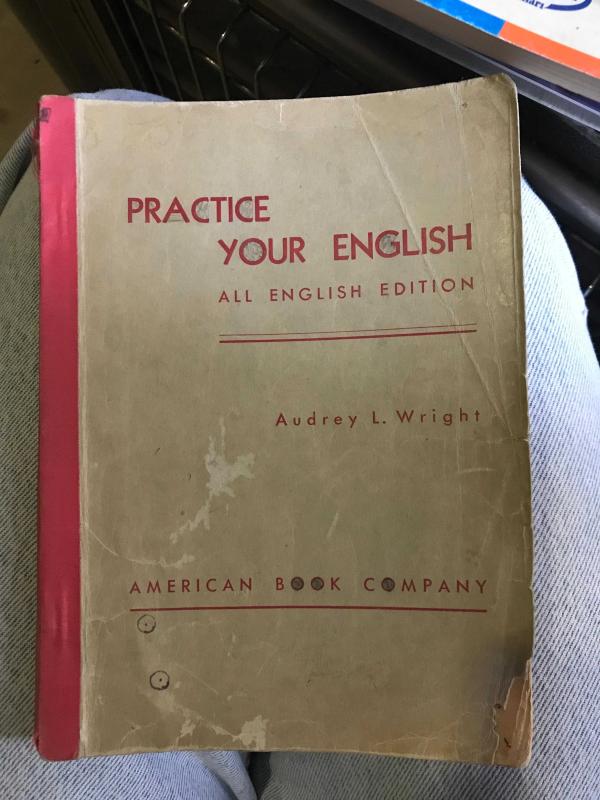 PRACTICE
YOUR ENGLISH
ALL ENGLISH EDITION
Audrey L. Wright
AMERICAN BOOK COMPANY